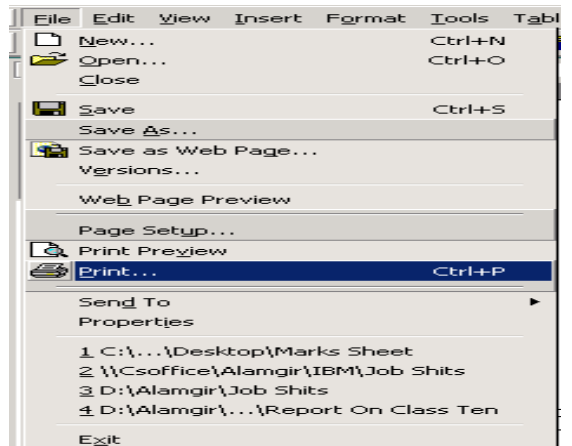 File Edit View Insert Format Tools Tabl
New... Ctrl+N
Open... Ctrl+O
Close
Save Ctrl+S
Save As...
Save as Web Page...
Versions...
Web Page Preview
Page Setup...
Print Preview
Print... Ctrl+P
Send To
Properties
1 C:\...\Desktop\Marks Sheet
2 \\Csoffice\Alamgir\IBM\Job Shits
3 D:\Alamgir\Job Shits
4 D:\Alamgir\...\Report On Class Ten
Exit